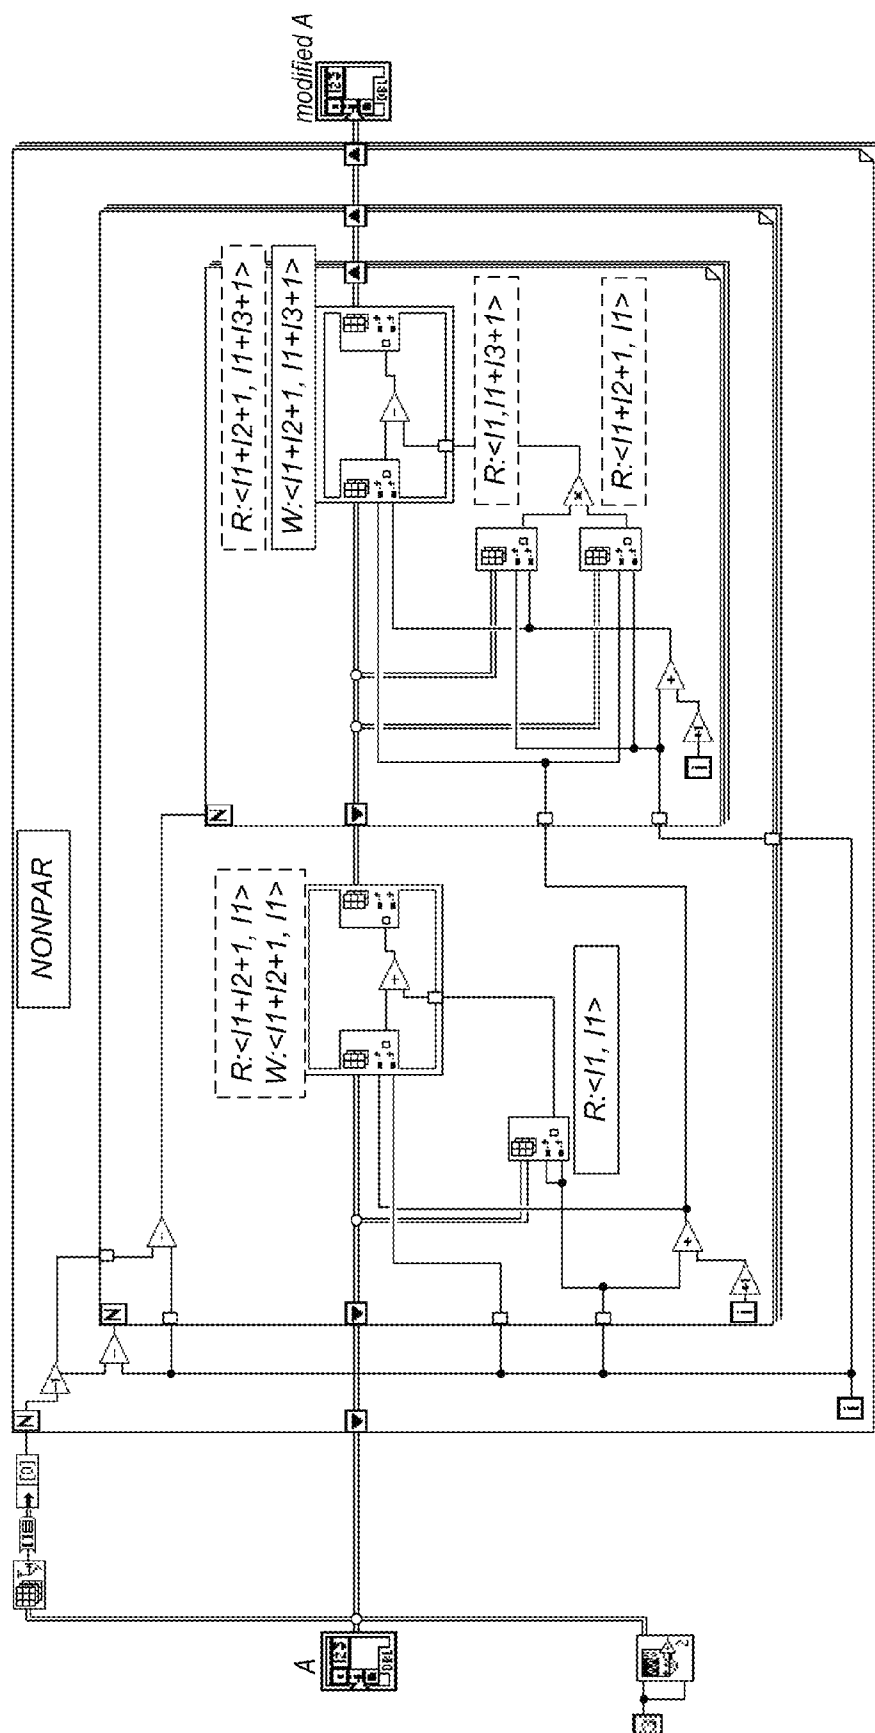 A
NONPAR
N
N
N
i
i
i
[0]
R:<I1+I2+1, I1>
W:<I1+I2+1, I1>
R:<I1, I1>
R:<I1+I2+1, I1+I3+1>
W:<I1+I2+1, I1+I3+1>
R:<I1,I1+I3+1>
R:<I1+I2+1, I1>
modified A